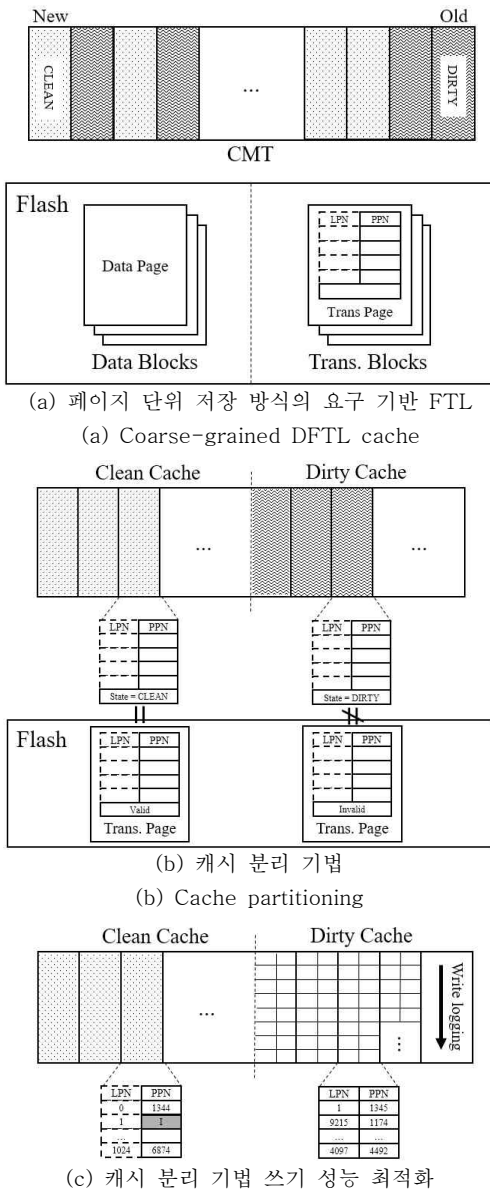 New Old
CLEAN ... DIRTY
CMT
Flash
Data Page
LPN PPN
Trans Page
Data Blocks Trans. Blocks
(a) 페이지 단위 저장 방식의 요구 기반 FTL
(a) Coarse-grained DFTL cache
Clean Cache Dirty Cache
... ...
LPN PPN LPN PPN
State = CLEAN State = DIRTY
Flash
LPN PPN LPN PPN
Valid Invalid
Trans. Page Trans. Page
(b) 캐시 분리 기법
(b) Cache partitioning
Clean Cache Dirty Cache
Write logging
... ⋮
LPN PPN LPN PPN
0 1344 1 1345
1 I 9215 1174
... ... ...
1024 6874 4097 4492
(c) 캐시 분리 기법 쓰기 성능 최적화